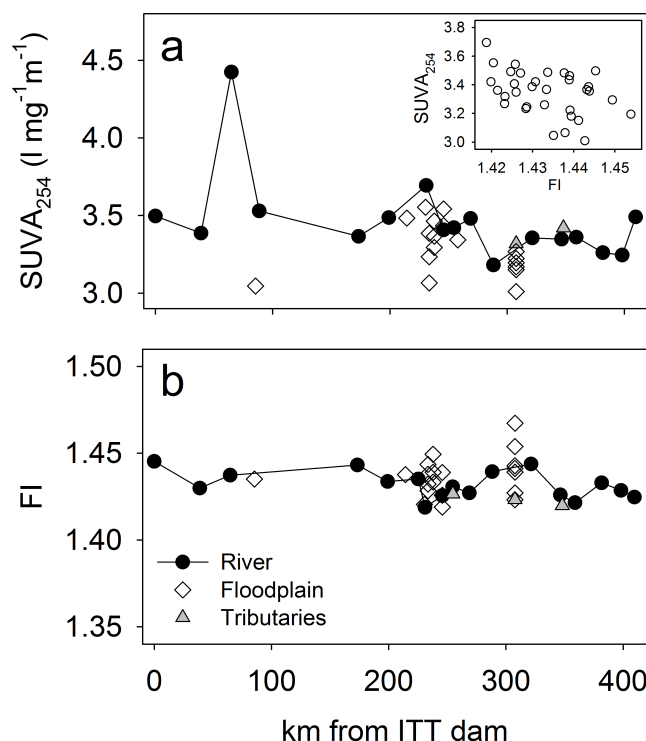 a
SUVA254 (l mg-1m-1)
4.5
4.0
3.5
3.0
SUVA254
3.8
3.6
3.4
3.2
3.0
1.42 1.43 1.44 1.45
FI
b
FI
1.50
1.45
1.40
1.35
River
Floodplain
Tributaries
0 100 200 300 400
km from ITT dam